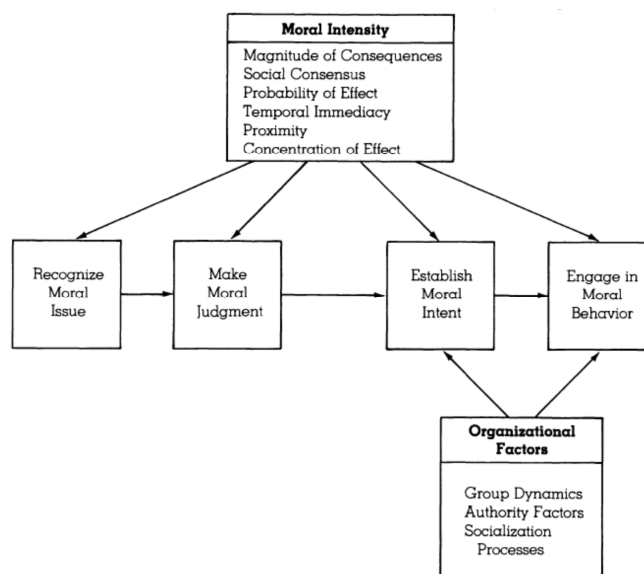 Moral Intensity
Magnitude of Consequences
Social Consensus
Probability of Effect
Temporal Immediacy
Proximity
Concentration of Effect
Recognize
Moral
Issue
Make
Moral
Judgment
Establish
Moral
Intent
Engage in
Moral
Behavior
Organizational
Factors
Group Dynamics
Authority Factors
Socialization
Processes